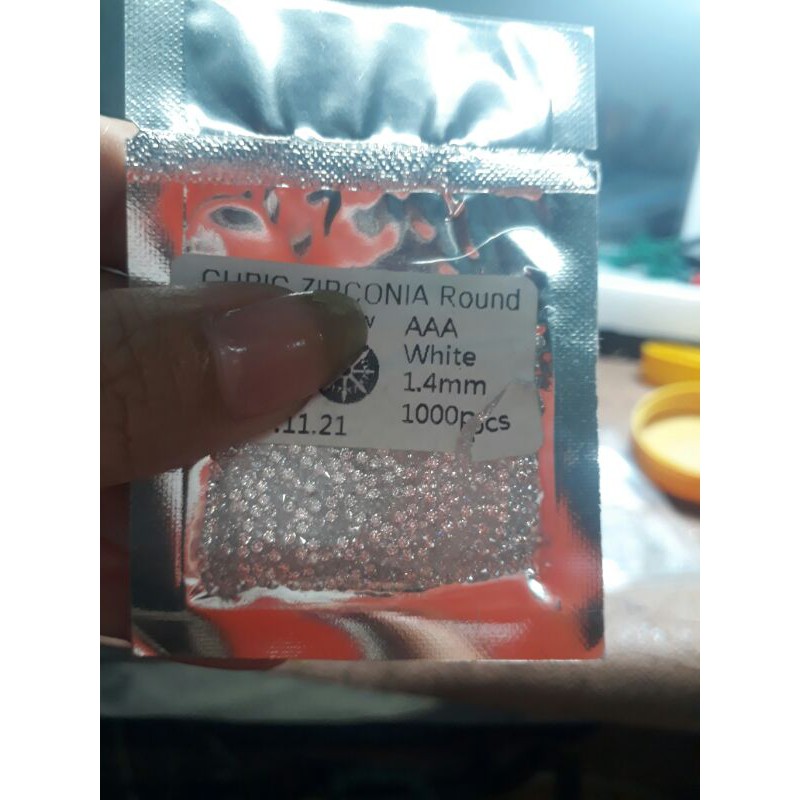 CUBIC ZIRCONIA Round
AAA
White
1.4mm
1000pcs
.11.21